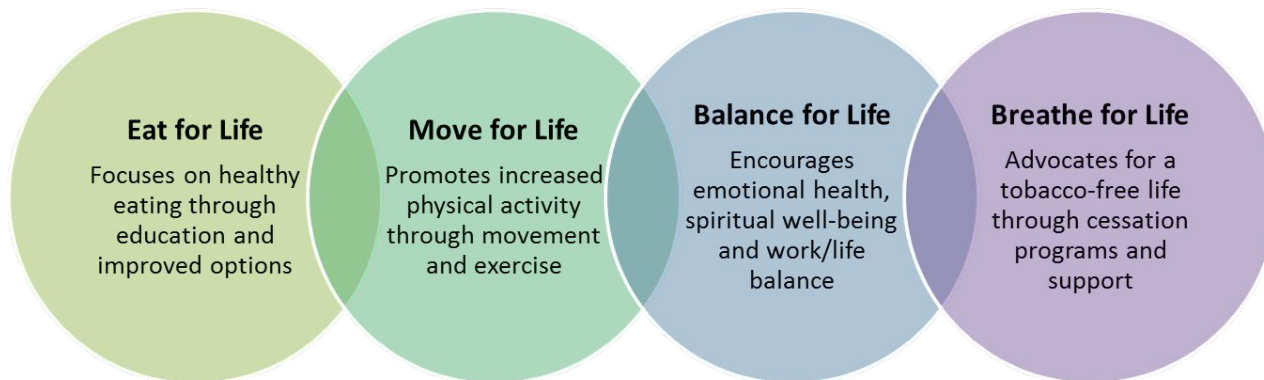 Eat for Life
Focuses on healthy
eating through
education and
improved options
Move for Life
Promotes increased
physical activity
through movement
and exercise
Balance for Life
Encourages
emotional health,
spiritual well-being
and work/life
balance
Breathe for Life
Advocates for a
tobacco-free life
through cessation
programs and
support